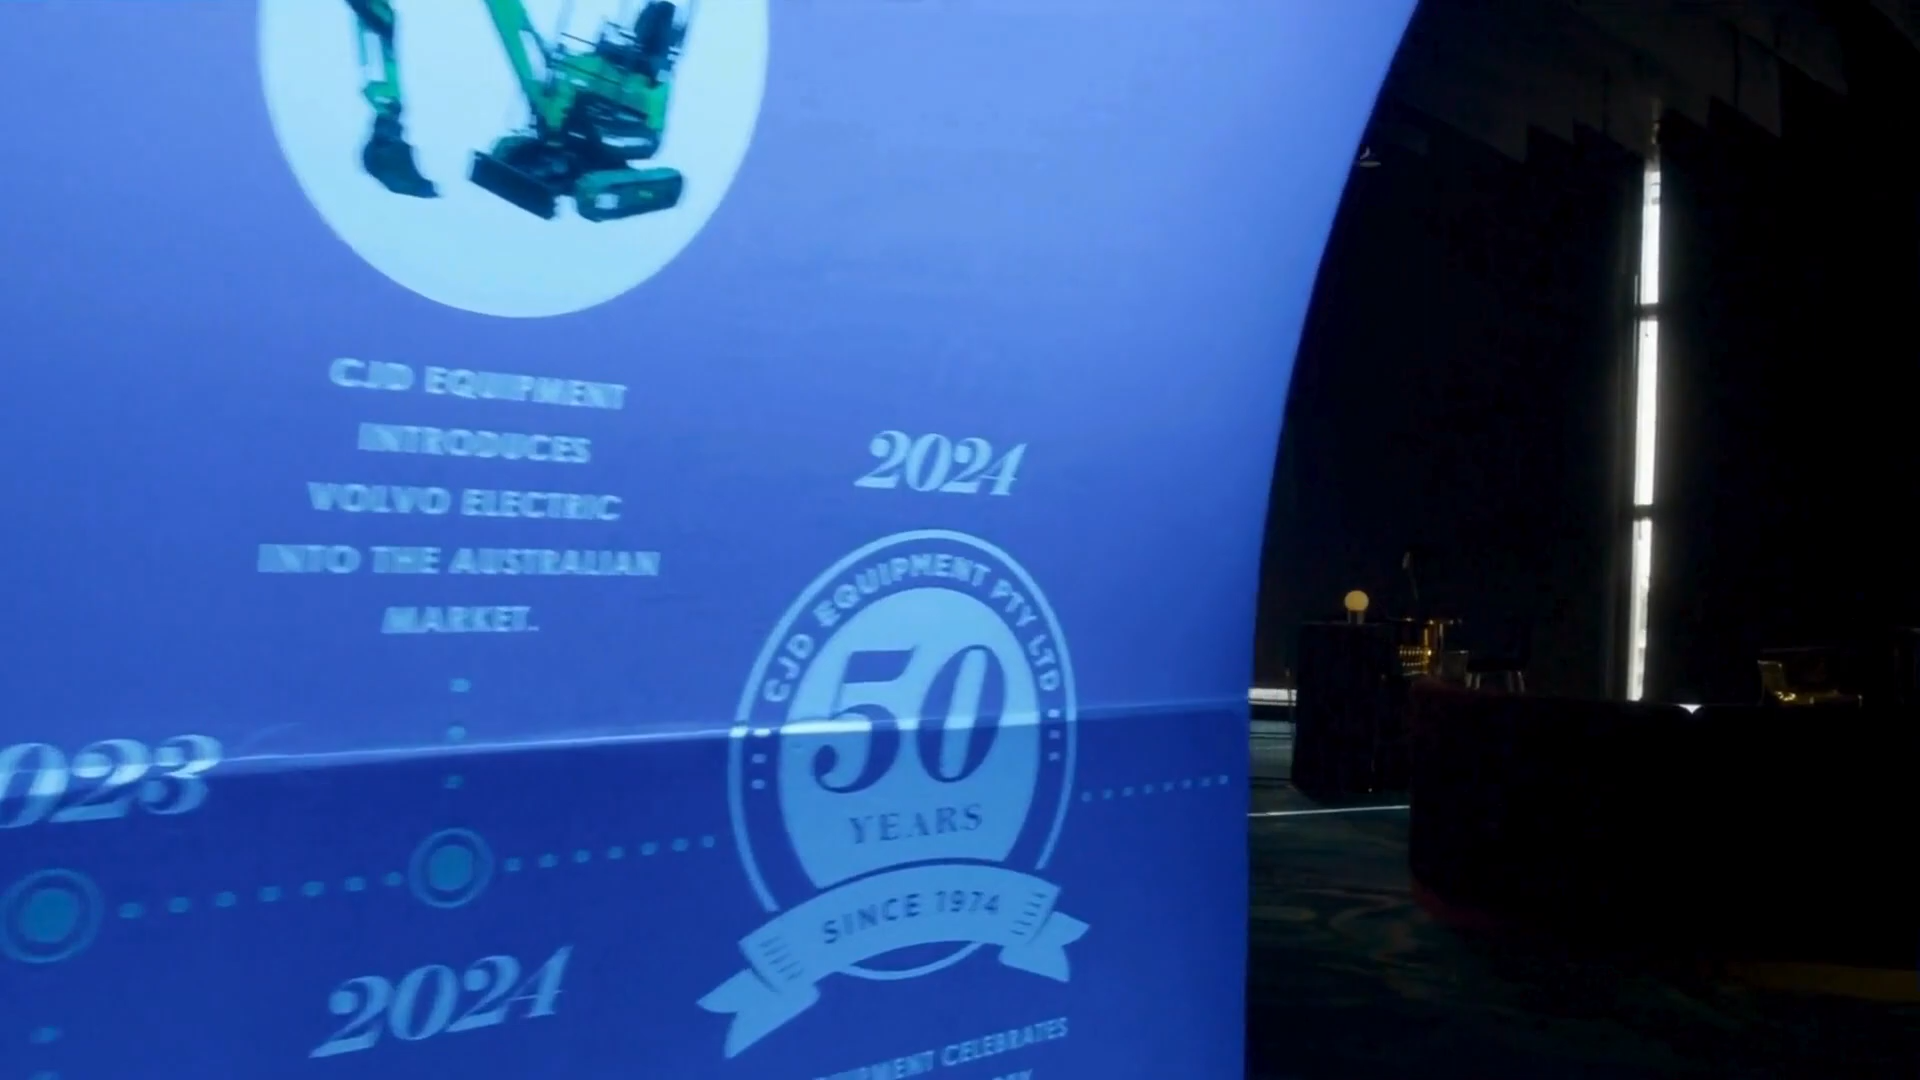 CJD EQUIPMENT
INTRODUCES
VOLVO ELECTRIC
INTO THE AUSTRALIAN
MARKET.
2024
CJD EQUIPMENT PTY LTD
50
YEARS
SINCE 1974
2024
CELEBRATES